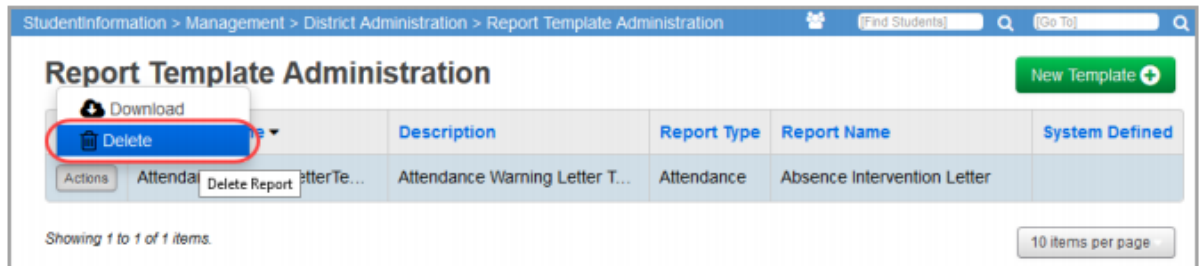 StudentInformation > Management > District Administration > Report Template Administration [Find Students] [Go To]
Report Template Administration
New Template
Download
Delete
e Description Report Type Report Name System Defined
Actions Attendan etterTe... Attendance Warning Letter T... Attendance Absence Intervention Letter
Delete Report
Showing 1 to 1 of 1 items.
10 items per page